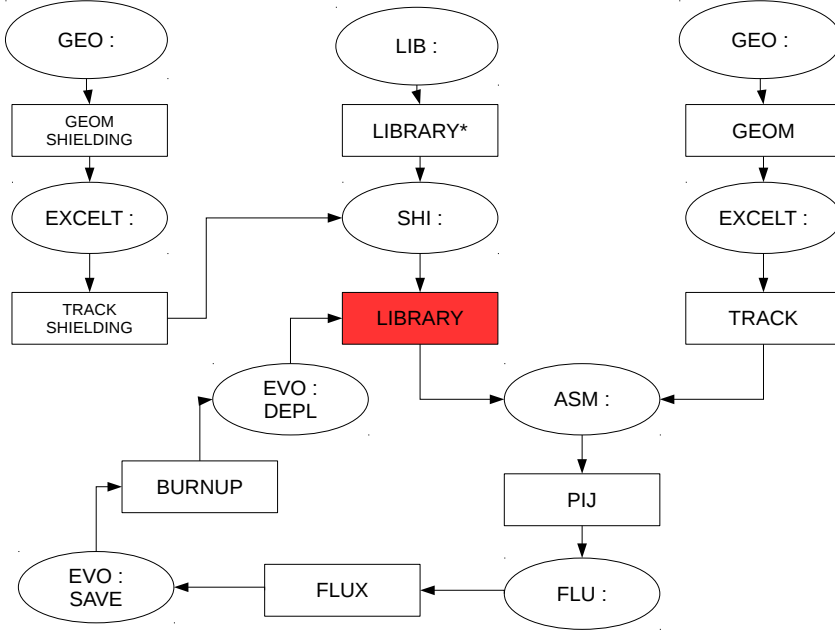 GEO :
LIB :
GEO :
GEOM
SHIELDING
LIBRARY*
GEOM
EXCELT :
SHI :
EXCELT :
TRACK
SHIELDING
LIBRARY
TRACK
EVO :
DEPL
ASM :
BURNUP
PIJ
EVO :
SAVE
FLUX
FLU :